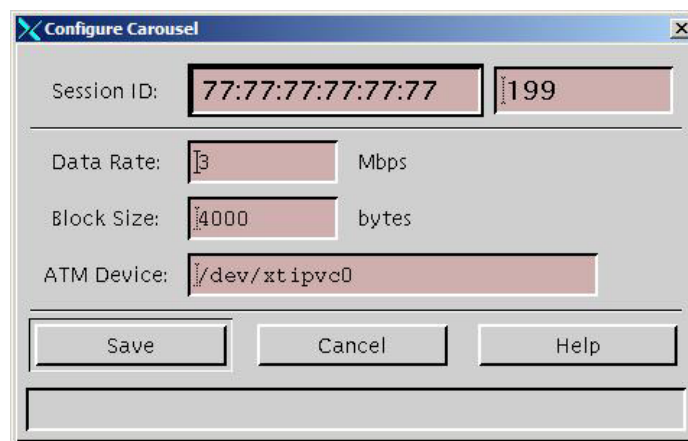 Configure Carousel
Session ID: 77:77:77:77:77:77 199
Data Rate: 3 Mbps
Block Size: 4000 bytes
ATM Device: /dev/xtipvc0
Save Cancel Help